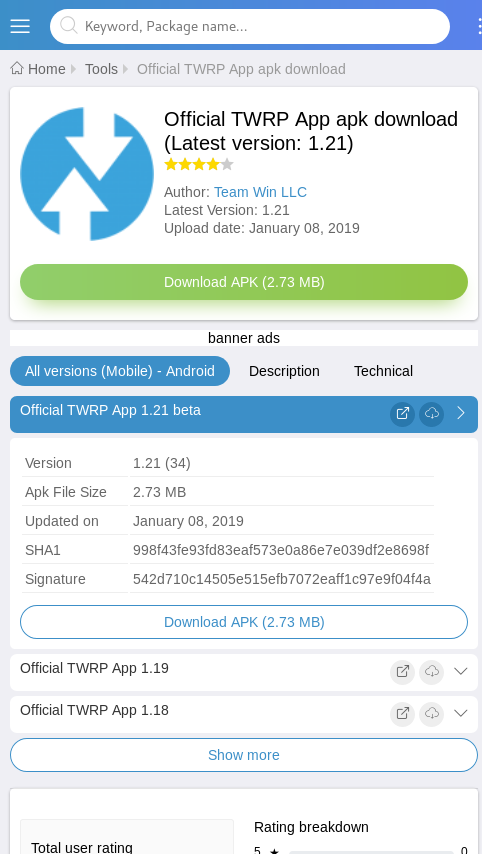 Keyword, Package name...
Home Tools Official TWRP App apk download
Official TWRP App apk download
(Latest version: 1.21)
Author: Team Win LLC
Latest Version: 1.21
Upload date: January 08, 2019
Download APK (2.73 MB)
banner ads
All versions (Mobile) - Android Description Technical
Official TWRP App 1.21 beta
Version 1.21 (34)
Apk File Size 2.73 MB
Updated on January 08, 2019
SHA1 998f43fe93fd83eaf573e0a86e7e039df2e8698f
Signature 542d710c14505e515efb7072eaff1c97e9f04f4a
Download APK (2.73 MB)
Official TWRP App 1.19
Official TWRP App 1.18
Show more
Rating breakdown
Total user rating
5 ★ 0